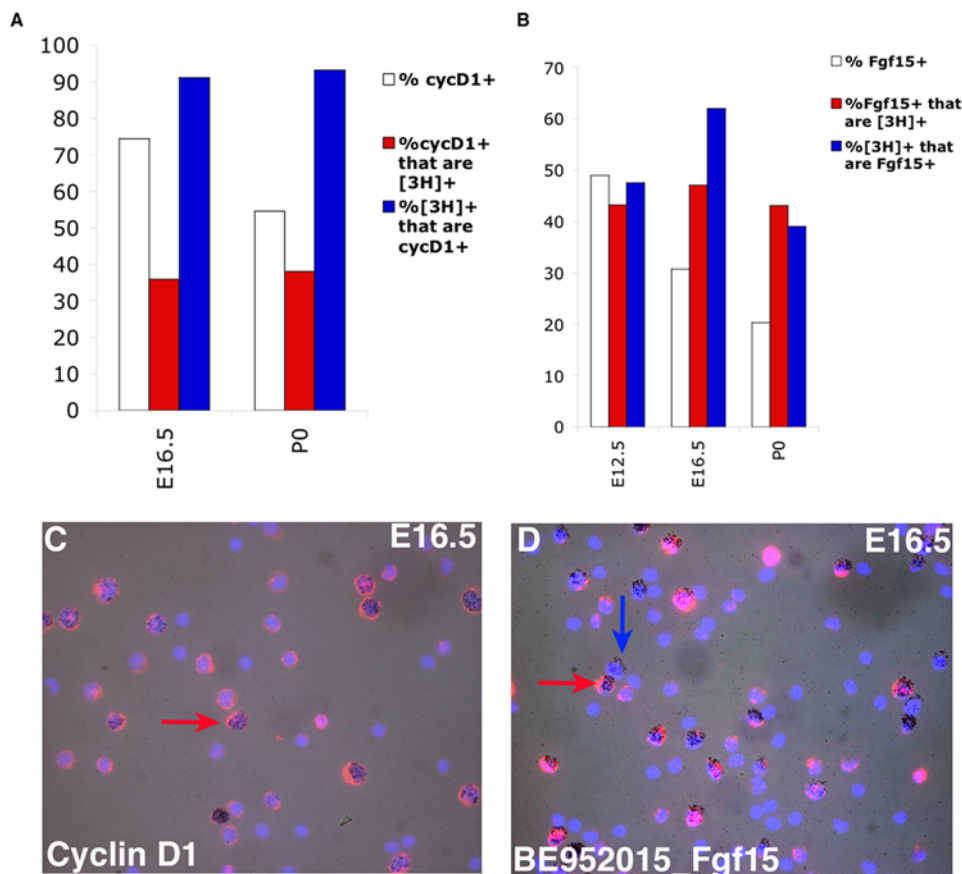 A
100
90
80
70
60
50
40
30
20
10
0
E16.5
P0
% cycD1+
%cycD1+
that are
[3H]+
%[3H]+
that are
cycD1+
B
70
60
50
40
30
20
10
0
E12.5
E16.5
P0
% Fgf15+
%Fgf15+ that
are [3H]+
%[3H]+ that
are Fgf15+
C
E16.5
Cyclin D1
D
E16.5
BE952015_Fgf15